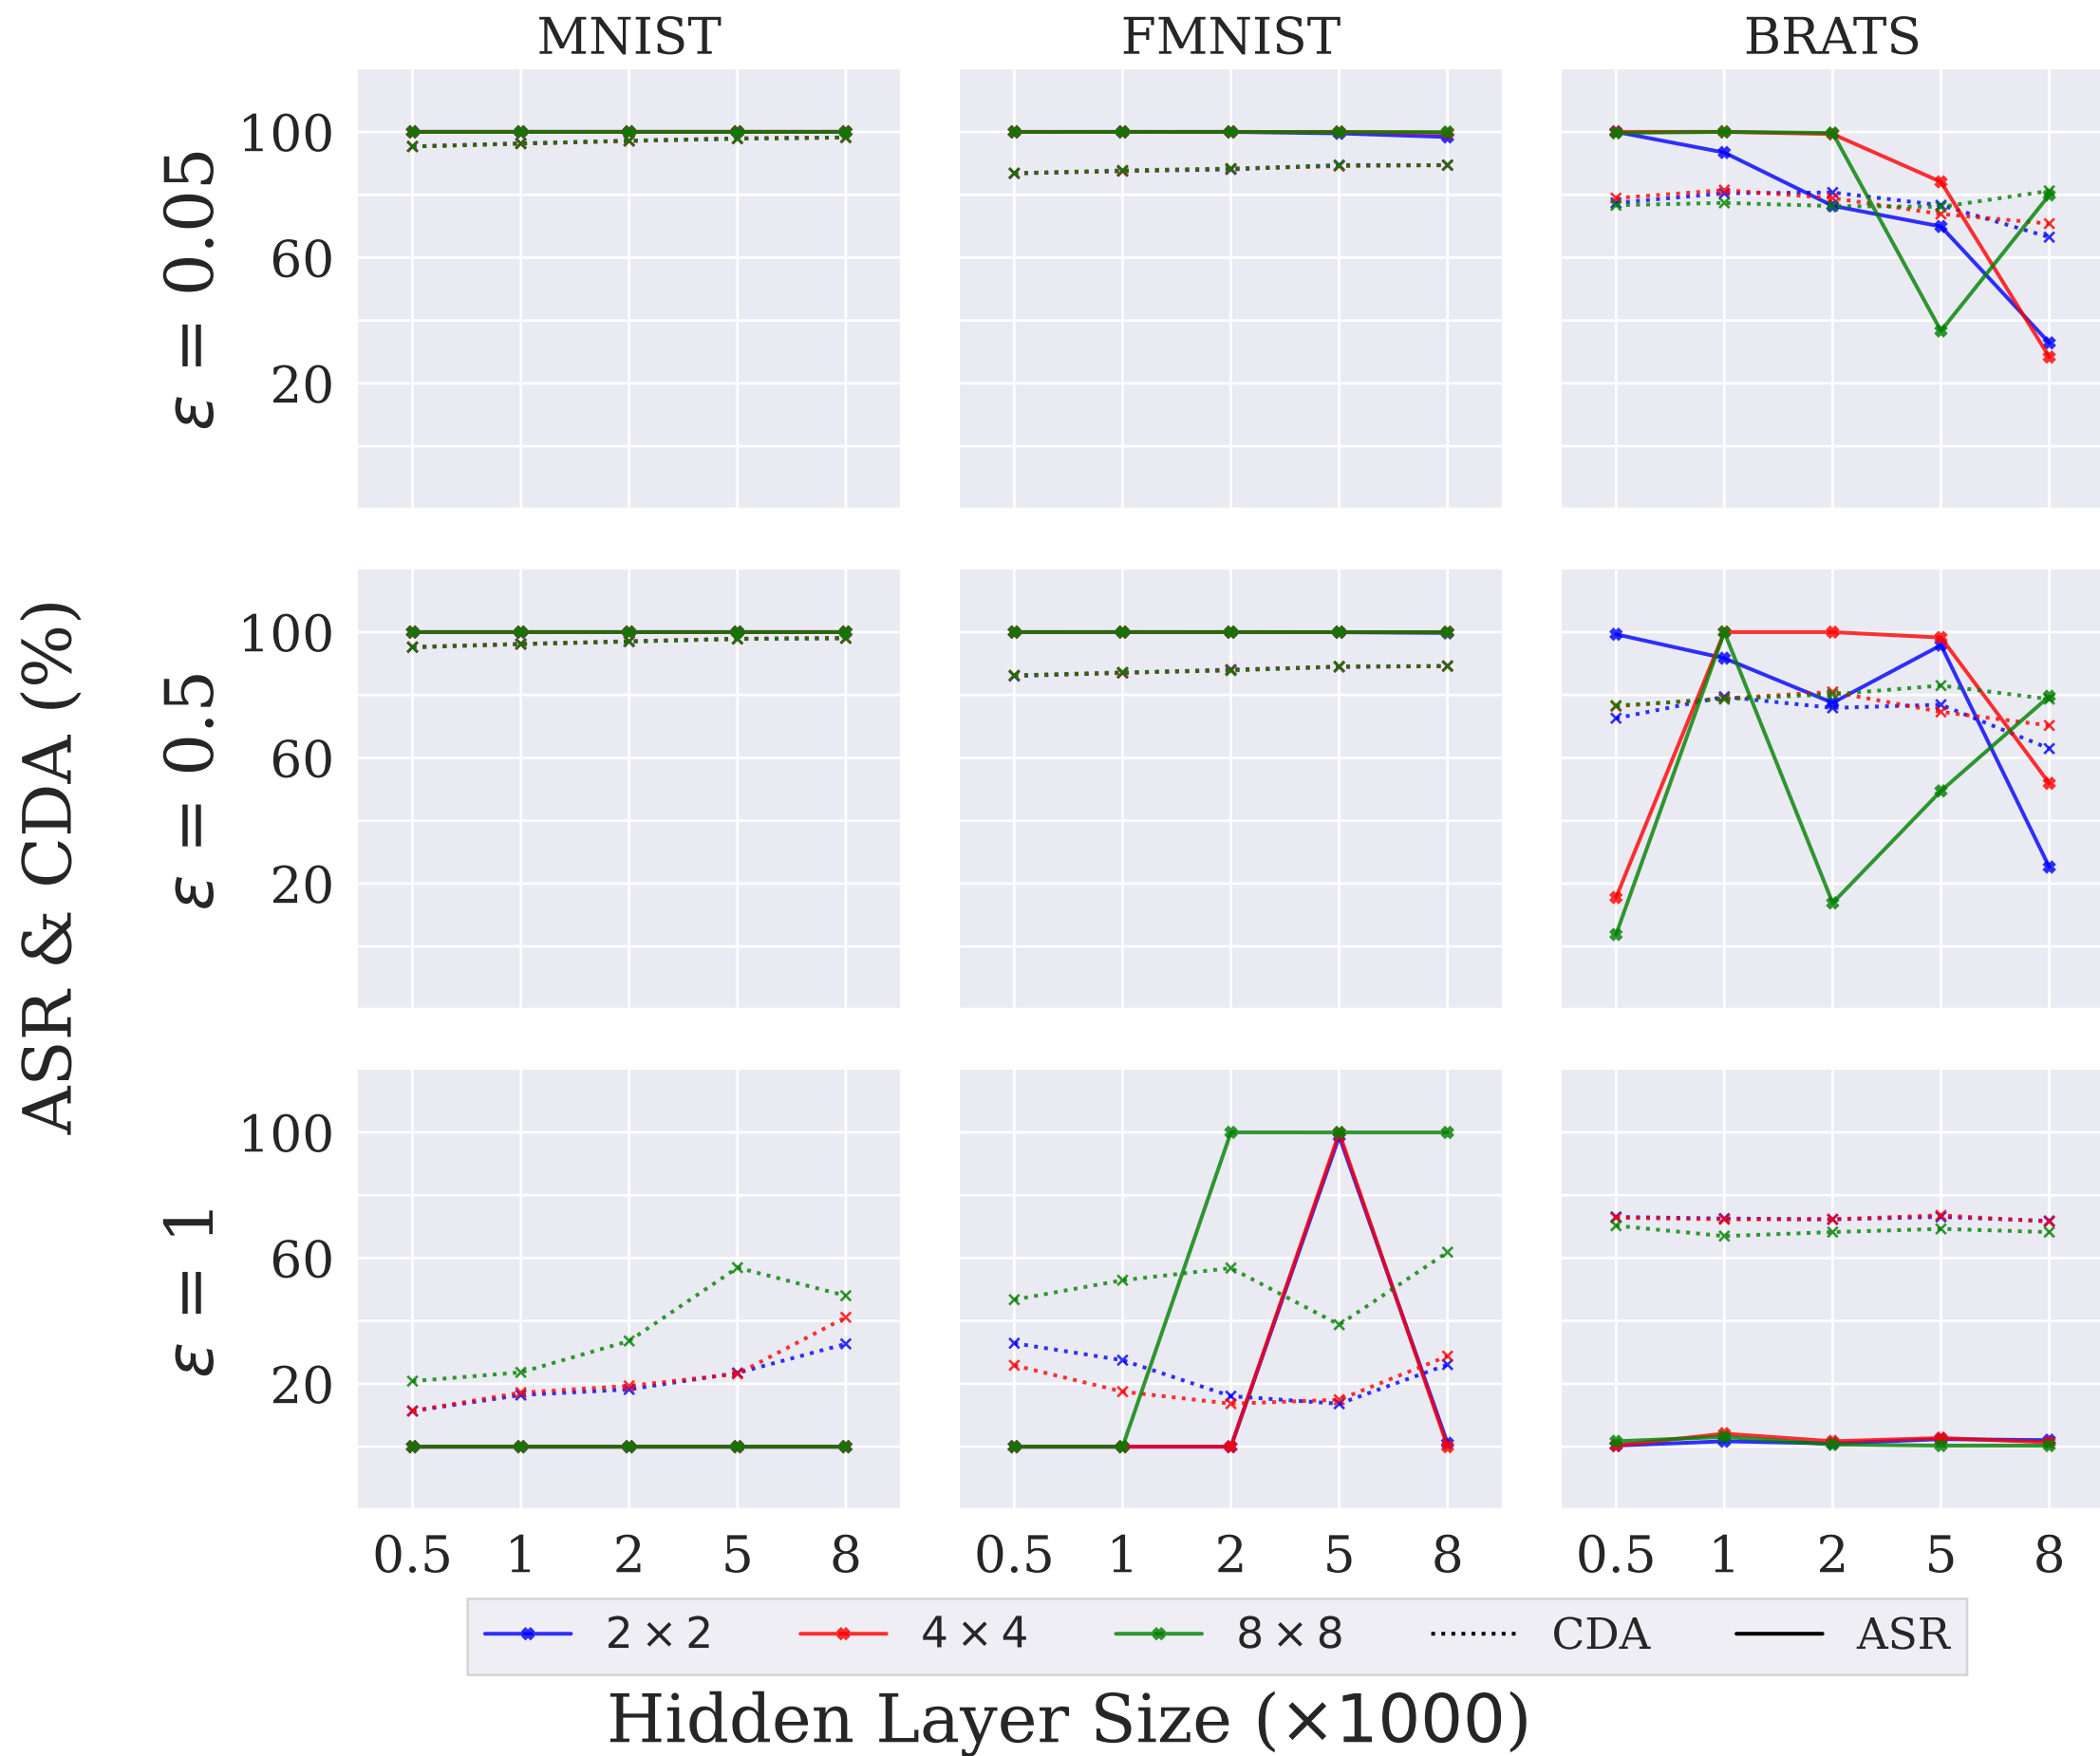 MNIST FMNIST BRATS
ASR & CDA (%)
ε = 0.05
100
60
20
ε = 0.5
100
60
20
ε = 1
100
60
20
0.5 1 2 5 8 0.5 1 2 5 8 0.5 1 2 5 8
2 × 2 4 × 4 8 × 8 CDA ASR
Hidden Layer Size (×1000)